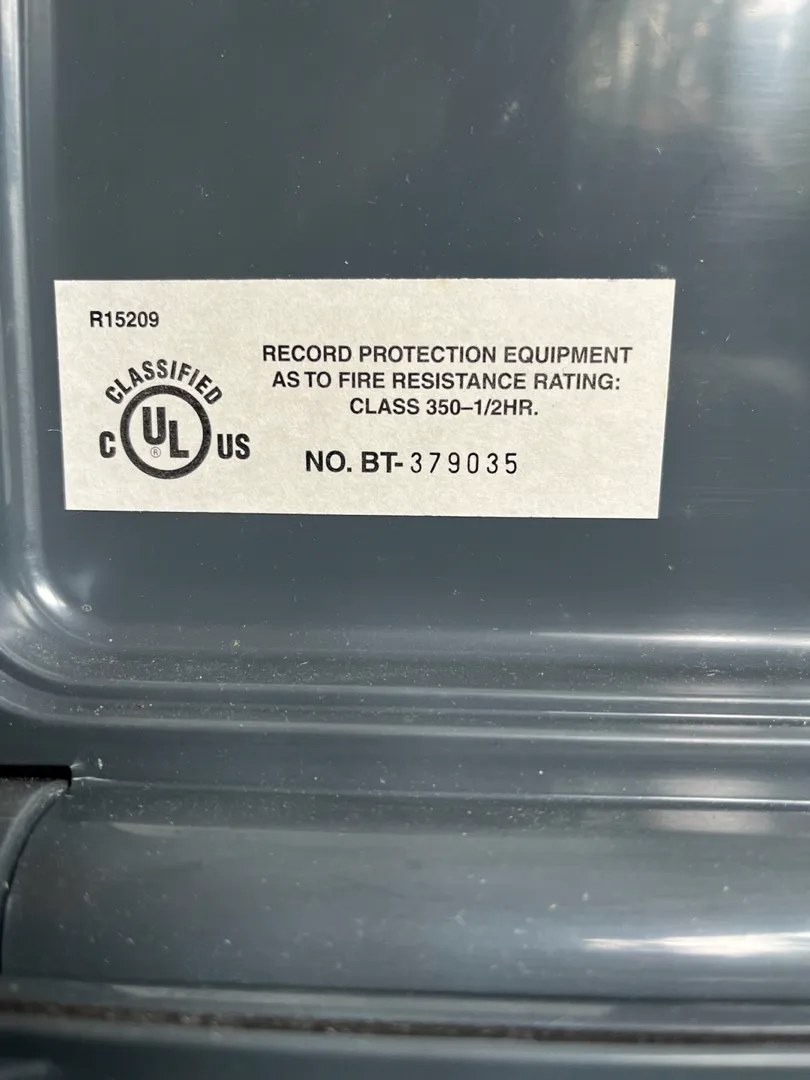 R15209
CLASSIFIED
C UL® US
RECORD PROTECTION EQUIPMENT
AS TO FIRE RESISTANCE RATING:
CLASS 350–1/2HR.
NO. BT-379035